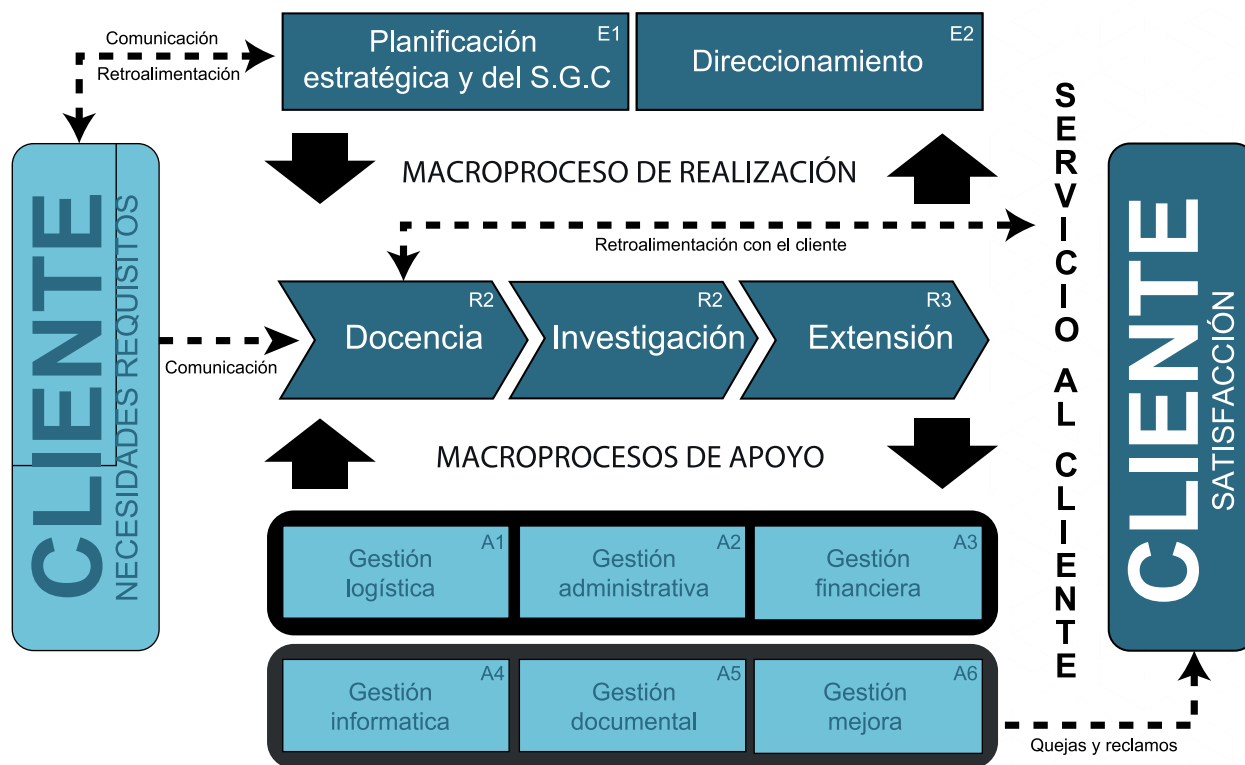 Comunicación
Retroalimentación
Planificación
estratégica y del S.G.C
E1
Direccionamiento
E2
MACROPROCESO DE REALIZACIÓN
Retroalimentación con el cliente
CLIENTE
NECESIDADES REQUISITOS
Comunicación
Docencia
R2
Investigación
R2
Extensión
R3
MACROPROCESOS DE APOYO
Gestión
logística
A1
Gestión
administrativa
A2
Gestión
financiera
A3
Gestión
informatica
A4
Gestión
documental
A5
Gestión
mejora
A6
SERVICIO AL CLIENTE
CLIENTE
SATISFACCIÓN
Quejas y reclamos